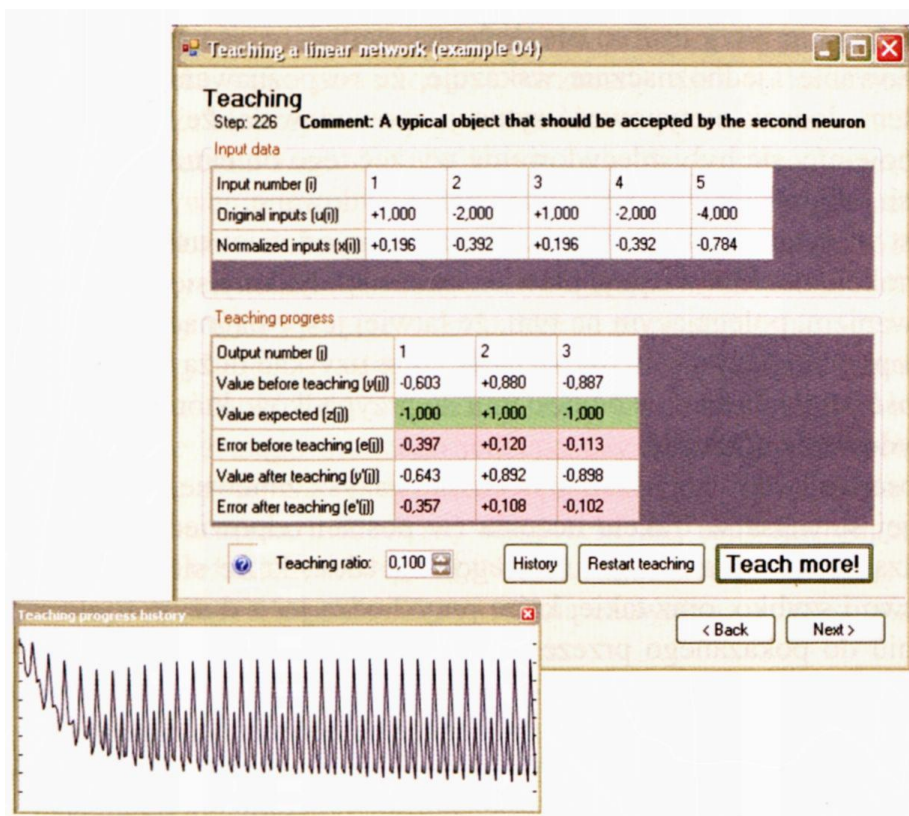 Teaching a linear network (example 04)
Teaching
Step: 226 Comment: A typical object that should be accepted by the second neuron
Input data
Input number (i) 1 2 3 4 5
Original inputs (u(i)) +1,000 -2,000 +1,000 -2,000 -4,000
Normalized inputs (x(i)) +0,196 -0,392 +0,196 -0,392 -0,784
Teaching progress
Output number (j) 1 2 3
Value before teaching (y(j)) -0,603 +0,880 -0,887
Value expected (z(j)) -1,000 +1,000 -1,000
Error before teaching (e(j)) -0,397 +0,120 -0,113
Value after teaching (y'(j)) -0,643 +0,892 -0,898
Error after teaching (e'(j)) -0,357 +0,108 -0,102
Teaching ratio: 0,100 History Restart teaching Teach more!
< Back Next >
Teaching progress history